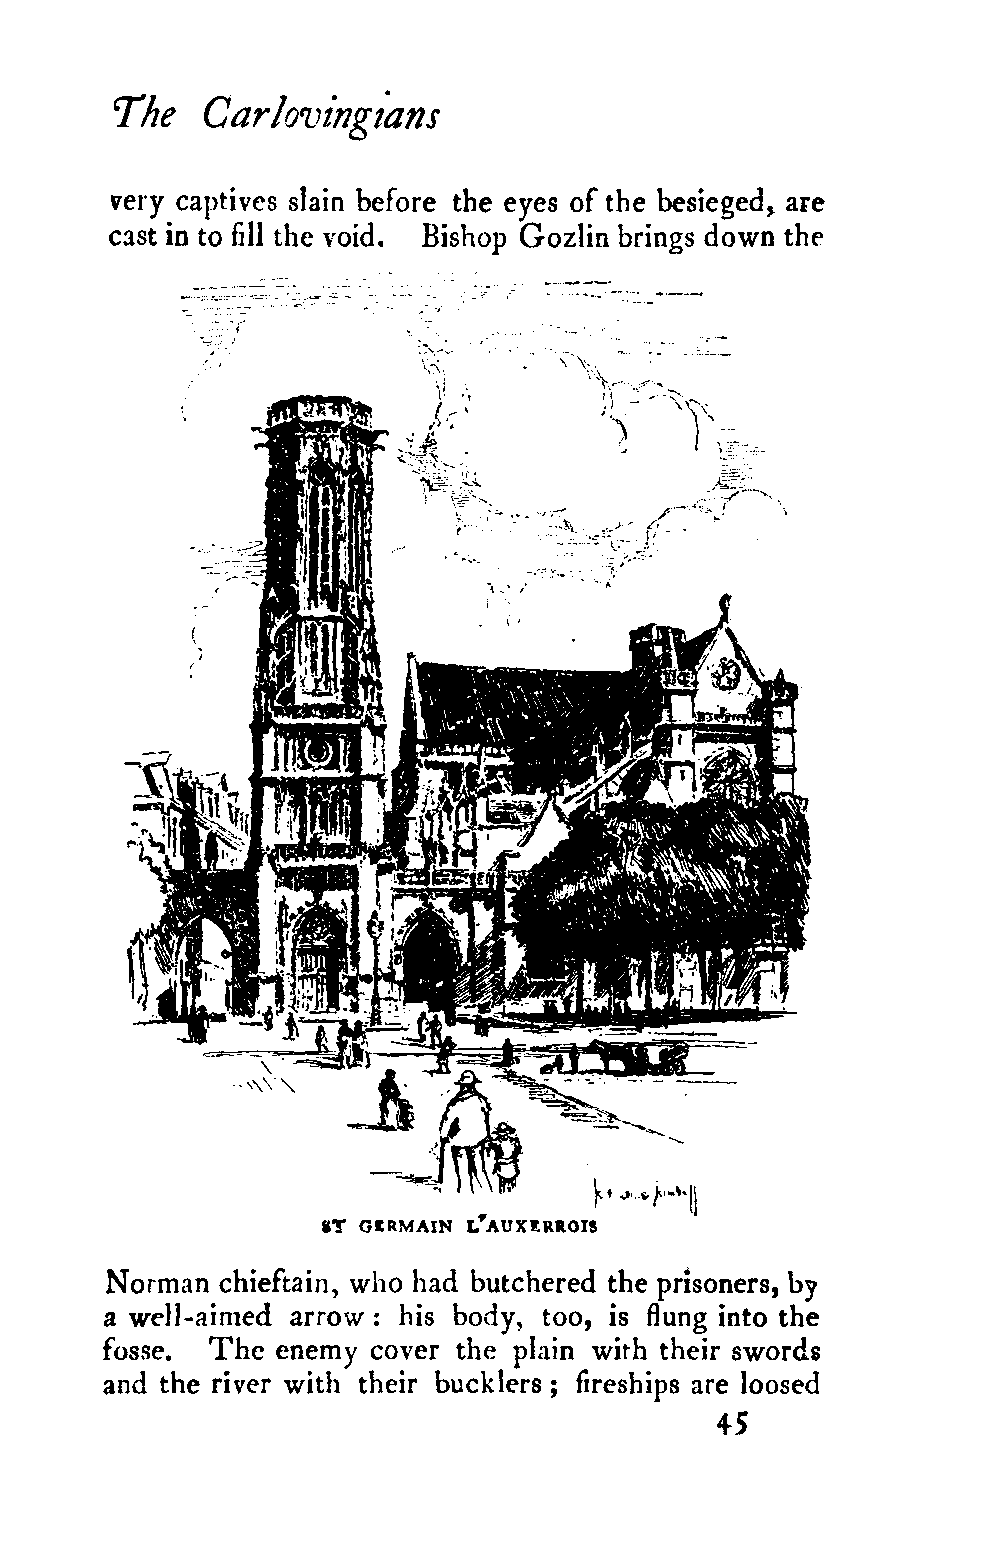 The Carlovingians
very captives slain before the eyes of the besieged, are
cast in to fill the void. Bishop Gozlin brings down the
ST GERMAIN L'AUXERROIS
Norman chieftain, who had butchered the prisoners, by
a well-aimed arrow : his body, too, is flung into the
fosse. The enemy cover the plain with their swords
and the river with their bucklers ; fireships are loosed
45